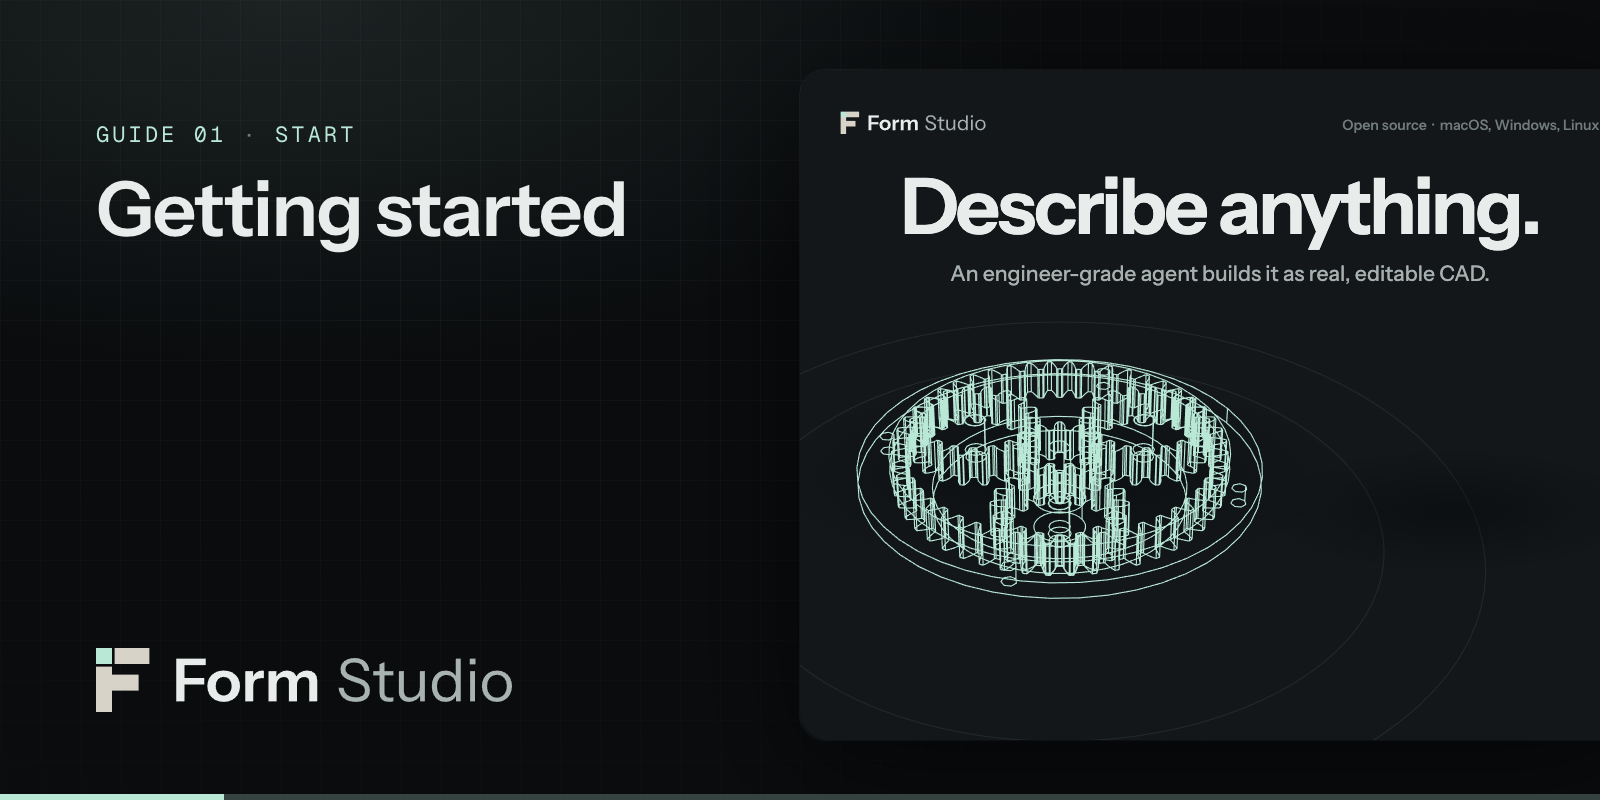 GUIDE 01 · START
Getting started
Form Studio
Form Studio
Open source · macOS, Windows, Linux
Describe anything.
An engineer-grade agent builds it as real, editable CAD.